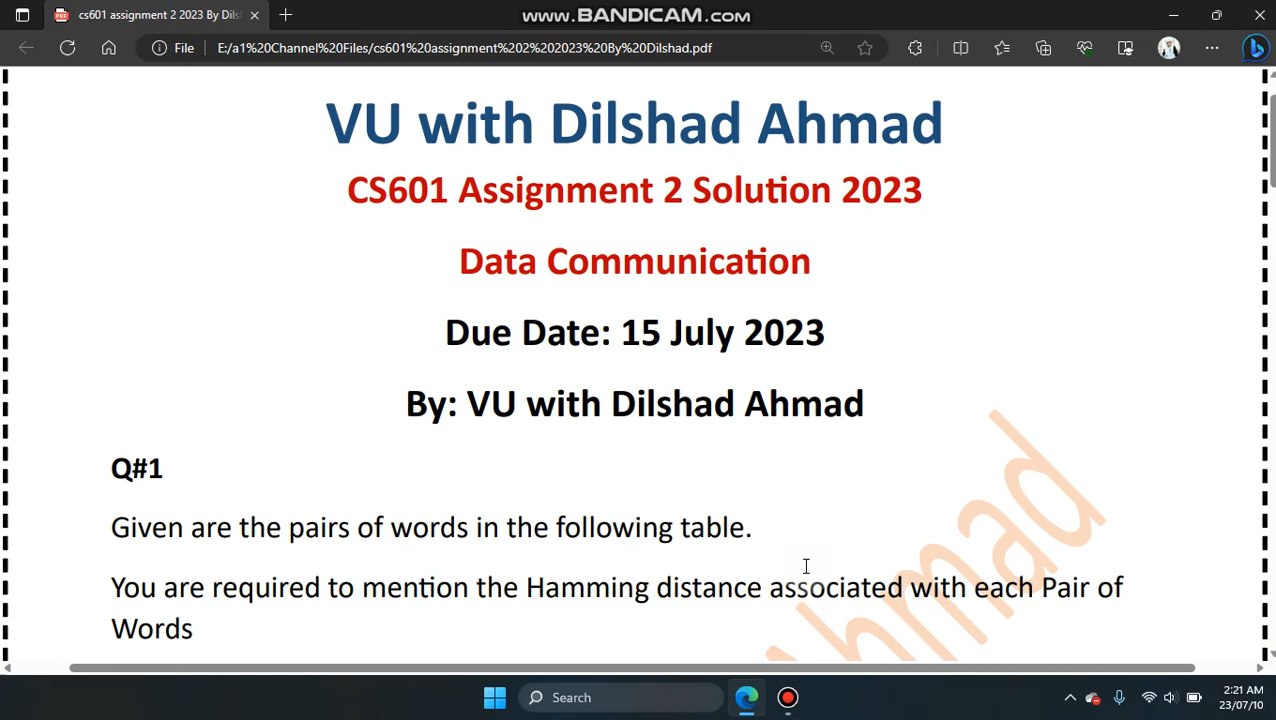 cs601 assignment 2 2023 By Dils
www.BANDICAM.com
File E:/a1%20Channel%20Files/cs601%20assignment%202%202023%20By%20Dilshad.pdf
VU with Dilshad Ahmad
CS601 Assignment 2 Solution 2023
Data Communication
Due Date: 15 July 2023
By: VU with Dilshad Ahmad
Q#1
Given are the pairs of words in the following table.
You are required to mention the Hamming distance associated with each Pair of
Words
Ahmad
Search
2:21 AM
23/07/10